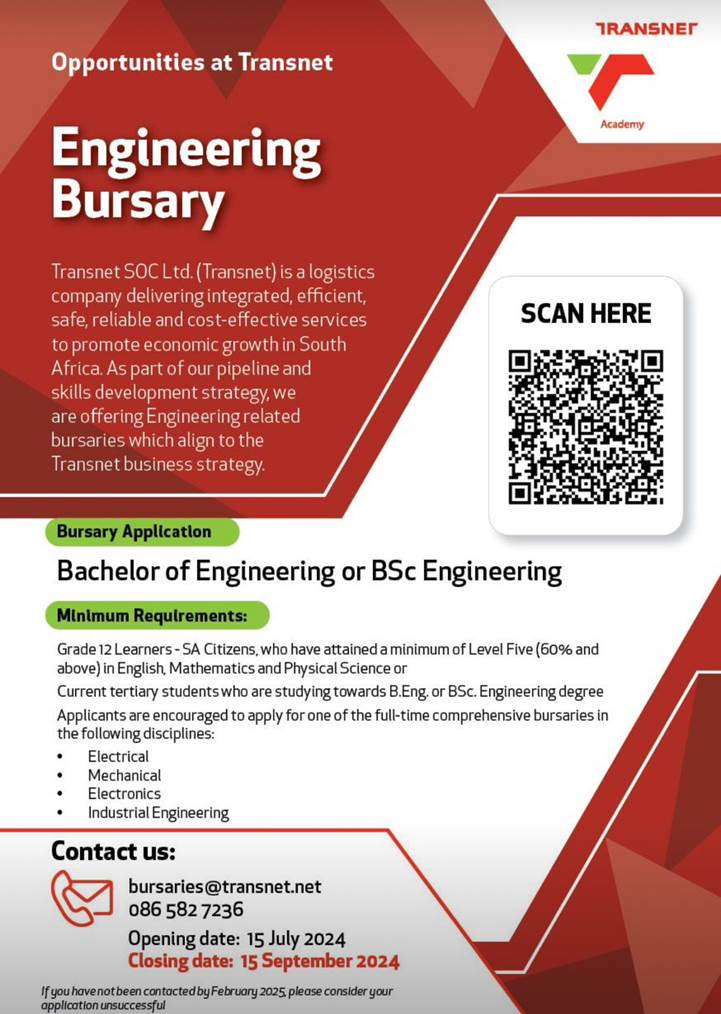 TRANSNET
Academy
Opportunities at Transnet
Engineering
Bursary
Transnet SOC Ltd. (Transnet) is a logistics
company delivering integrated, efficient,
safe, reliable and cost-effective services
to promote economic growth in South
Africa. As part of our pipeline and
skills development strategy, we
are offering Engineering related
bursaries which align to the
Transnet business strategy.
SCAN HERE
Bursary Application
Bachelor of Engineering or BSc Engineering
Minimum Requirements:
Grade 12 Learners - SA Citizens, who have attained a minimum of Level Five (60% and
above) in English, Mathematics and Physical Science or
Current tertiary students who are studying towards B.Eng. or BSc. Engineering degree
Applicants are encouraged to apply for one of the full-time comprehensive bursaries in
the following disciplines:
• Electrical
• Mechanical
• Electronics
• Industrial Engineering
Contact us:
bursaries@transnet.net
086 582 7236
Opening date: 15 July 2024
Closing date: 15 September 2024
If you have not been contacted by February 2025, please consider your
application unsuccessful